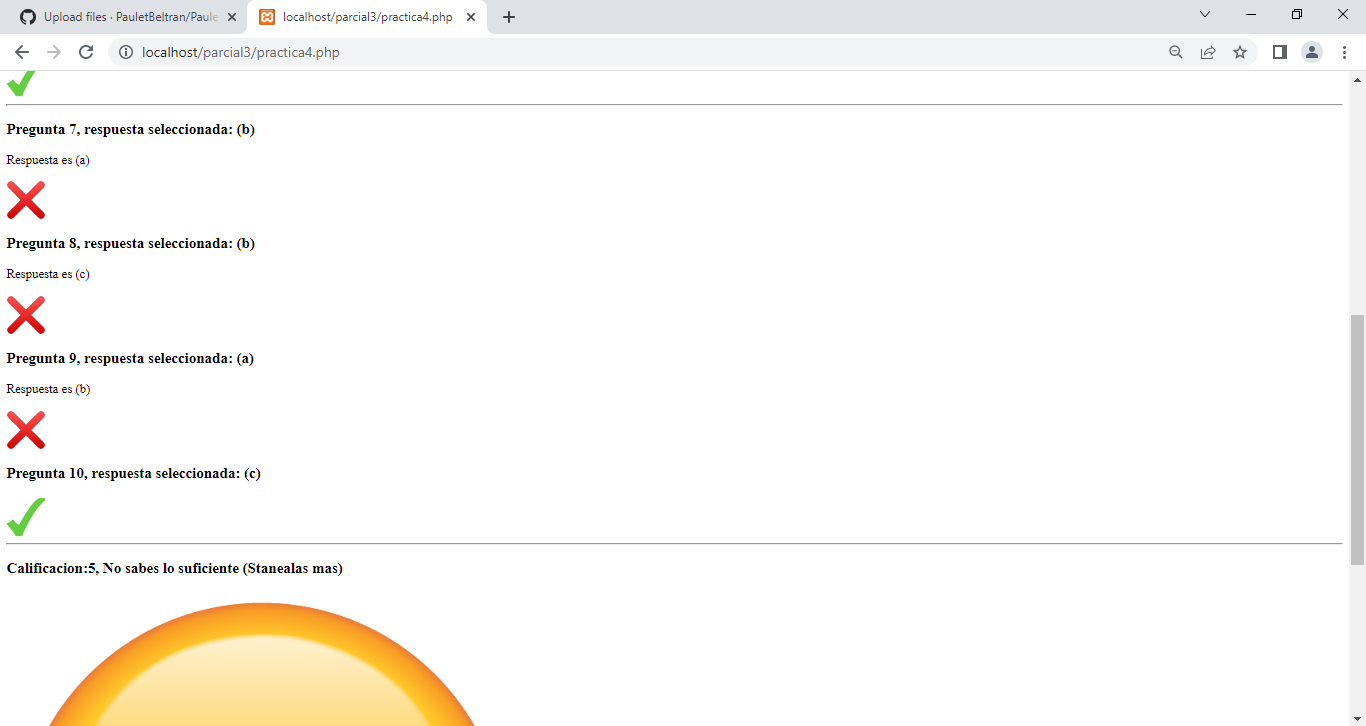 Upload files · PauletBeltran/Paule
localhost/parcial3/practica4.php
localhost/parcial3/practica4.php
Pregunta 7, respuesta seleccionada: (b)
Respuesta es (a)
Pregunta 8, respuesta seleccionada: (b)
Respuesta es (c)
Pregunta 9, respuesta seleccionada: (a)
Respuesta es (b)
Pregunta 10, respuesta seleccionada: (c)
Calificacion:5, No sabes lo suficiente (Stanealas mas)